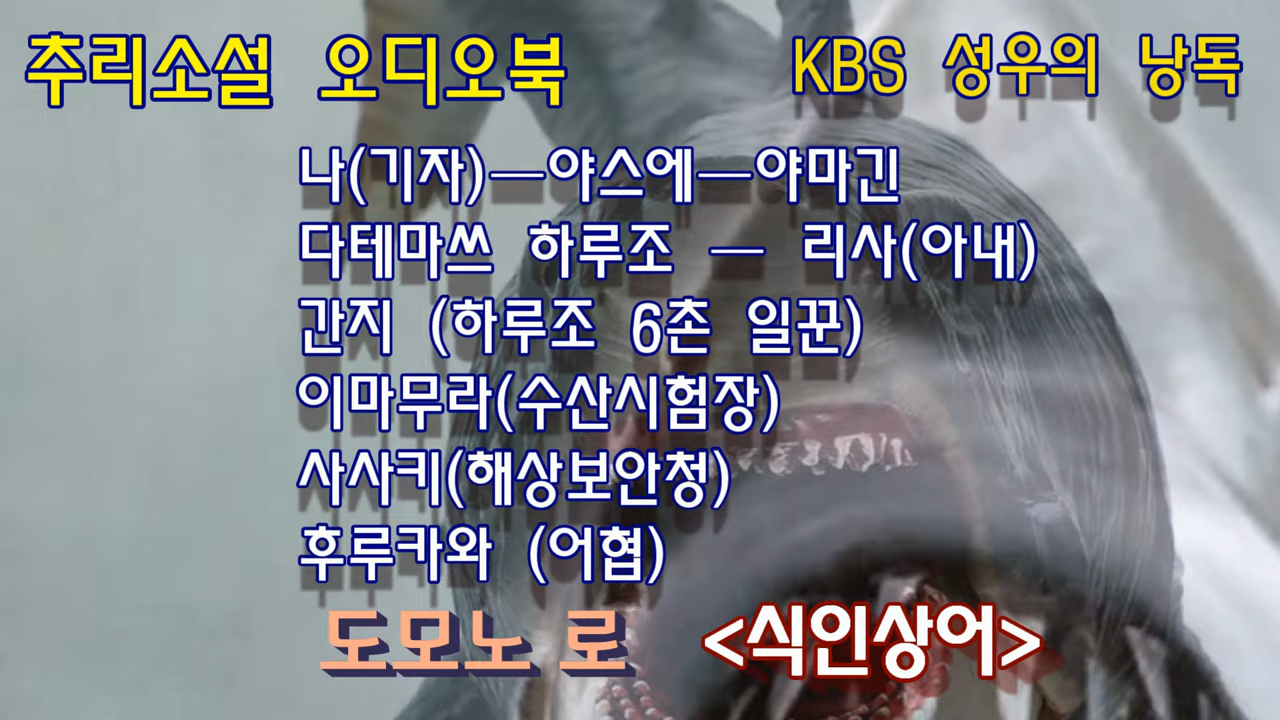 추리소설 오디오북 KBS 성우의 낭독
나(기자)—야스에—야마긴
다테마쓰 하루조 — 리사(아내)
간지 (하루조 6촌 일꾼)
이마무라(수산시험장)
사사키(해상보안청)
후루카와 (어협)
도모노 로 <식인상어>